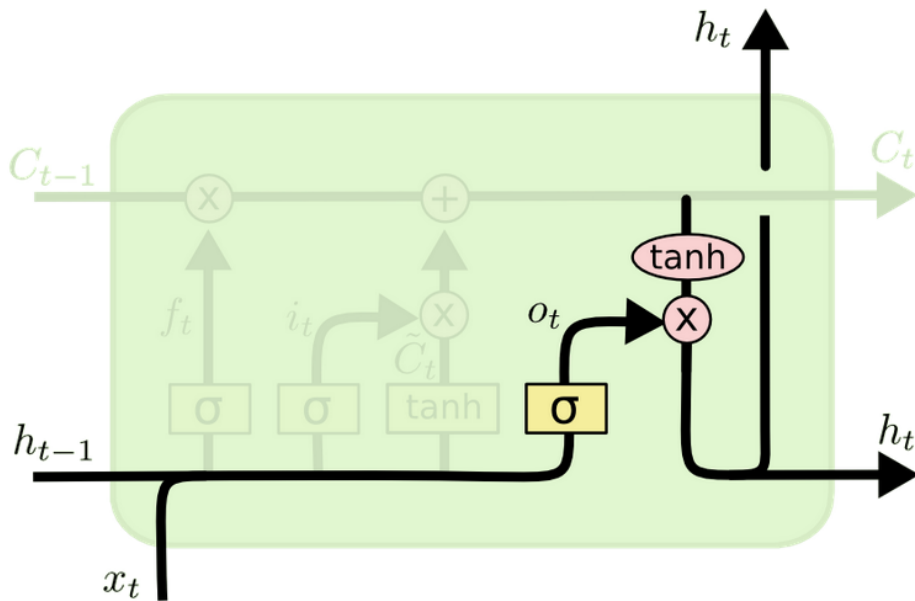 h_t
C_{t-1}
C_t
x
+
tanh
f_t
i_t
x
o_t
x
C̃_t
σ
σ
tanh
σ
h_{t-1}
h_t
x_t